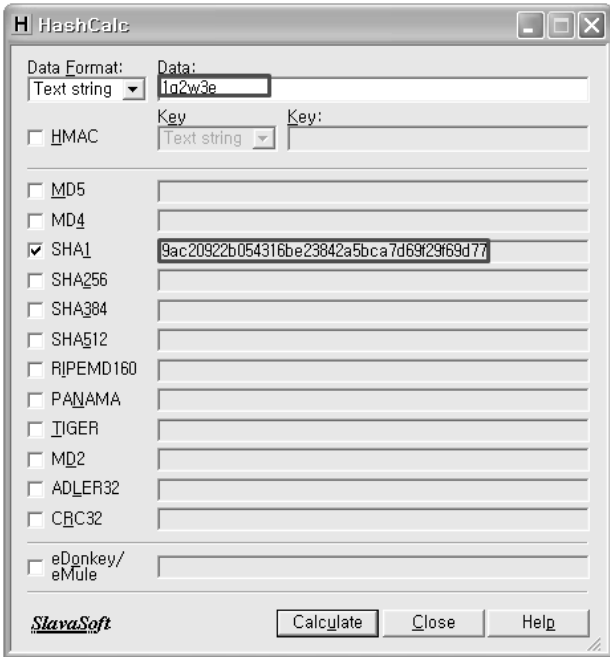 H HashCalc
Data Format: Data:
Text string 1q2w3e
Key Key:
HMAC Text string
MD5
MD4
SHA1 9ac20922b054316be23842a5bca7d69f29f69d77
SHA256
SHA384
SHA512
RIPEMD160
PANAMA
TIGER
MD2
ADLER32
CRC32
eDonkey/
eMule
SlavaSoft Calculate Close Help